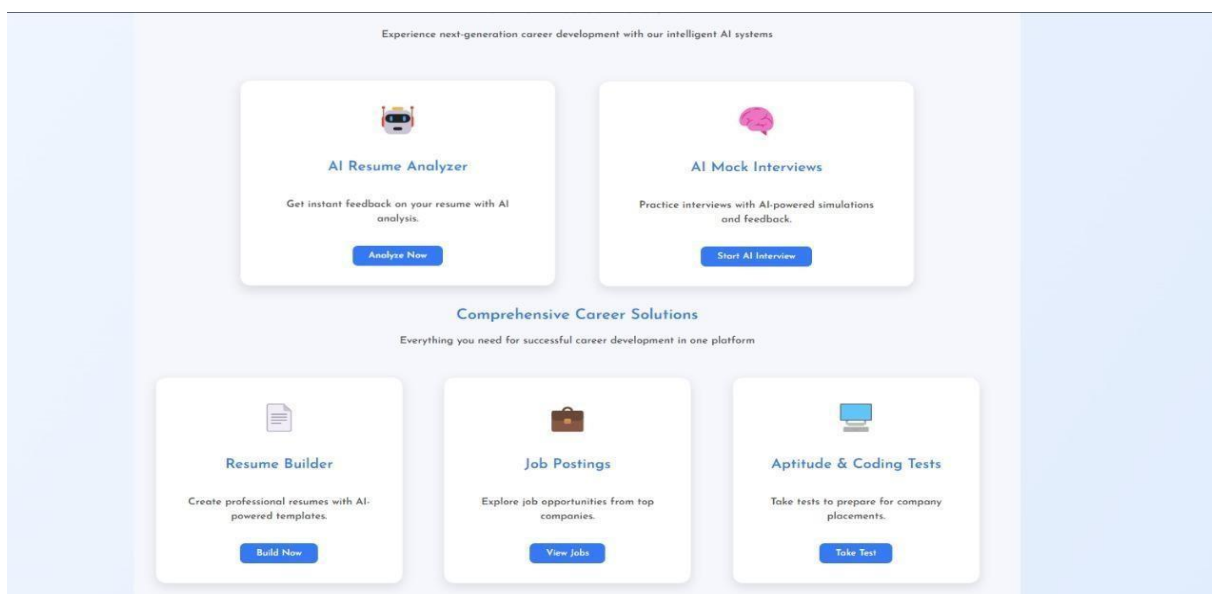 Experience next-generation career development with our intelligent AI systems
AI Resume Analyzer
Get instant feedback on your resume with AI
analysis.
Analyze Now
AI Mock Interviews
Practice interviews with AI-powered simulations
and feedback.
Start AI Interview
Comprehensive Career Solutions
Everything you need for successful career development in one platform
Resume Builder
Create professional resumes with AI-
powered templates.
Build Now
Job Postings
Explore job opportunities from top
companies.
View Jobs
Aptitude & Coding Tests
Take tests to prepare for company
placements.
Take Test